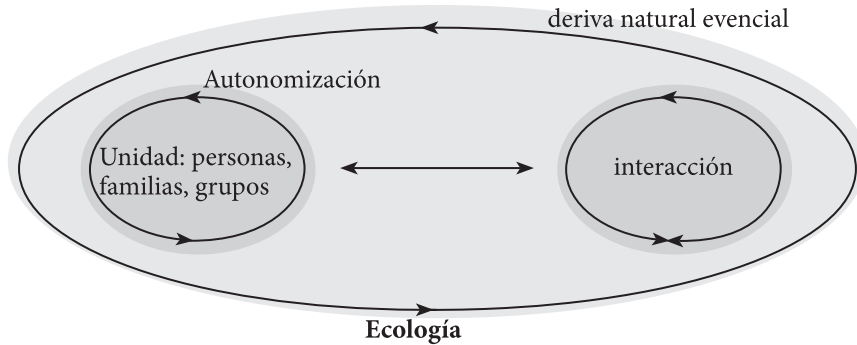 deriva natural evencial
Autonomización
Unidad: personas,
familias, grupos
interacción
Ecología